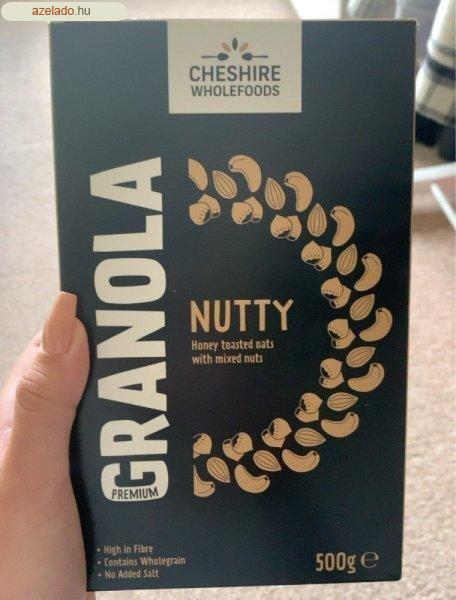 azelado.hu
CHESHIRE
WHOLEFOODS
GRANOLA
PREMIUM
NUTTY
Honey toasted oats
with mixed nuts
• High in Fibre
• Contains Wholegrain
• No Added Salt
500g ℮